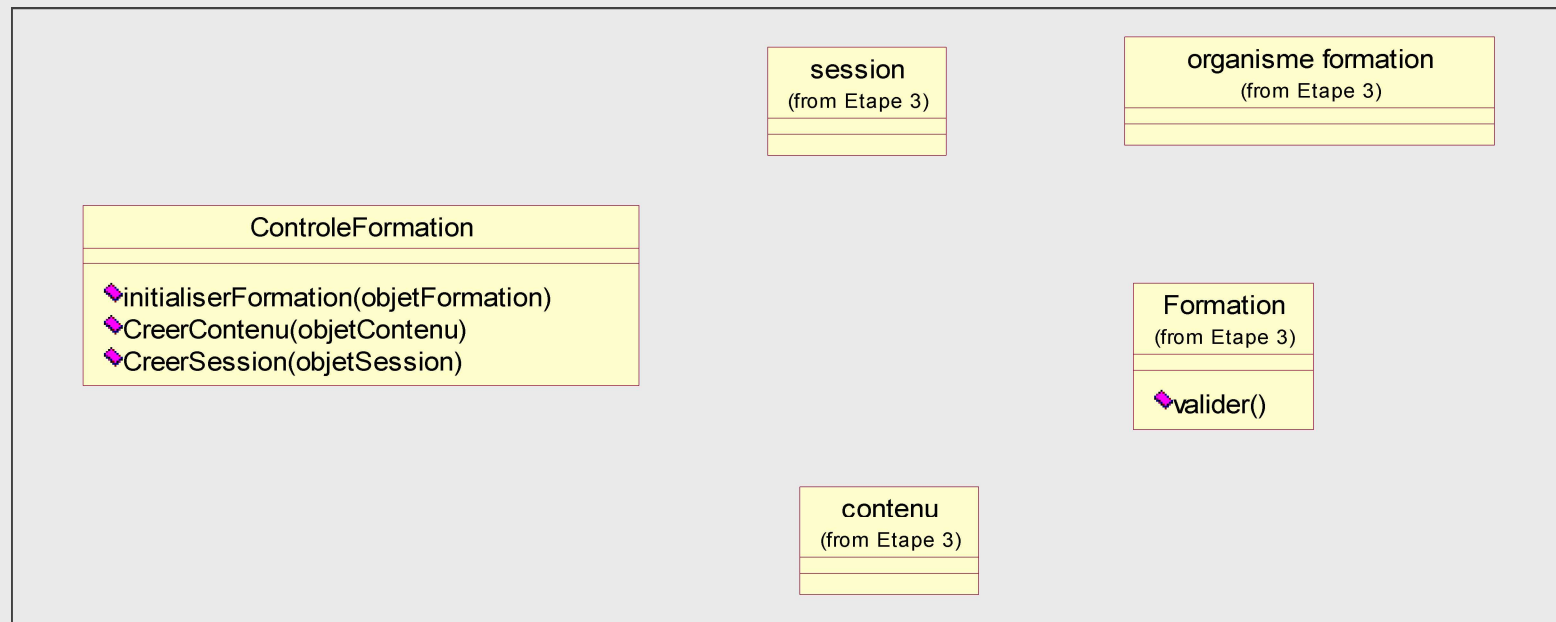 session
(from Etape 3)
organisme formation
(from Etape 3)
ControleFormation
initialiserFormation(objetFormation)
CreerContenu(objetContenu)
CreerSession(objetSession)
Formation
(from Etape 3)
valider()
contenu
(from Etape 3)